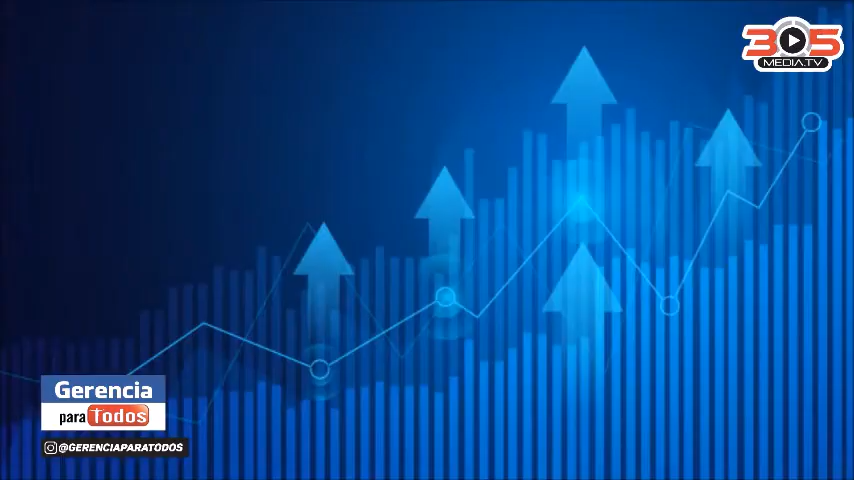 305
MEDIA.TV
Gerencia
para Todos
@GERENCIAPARATODOS